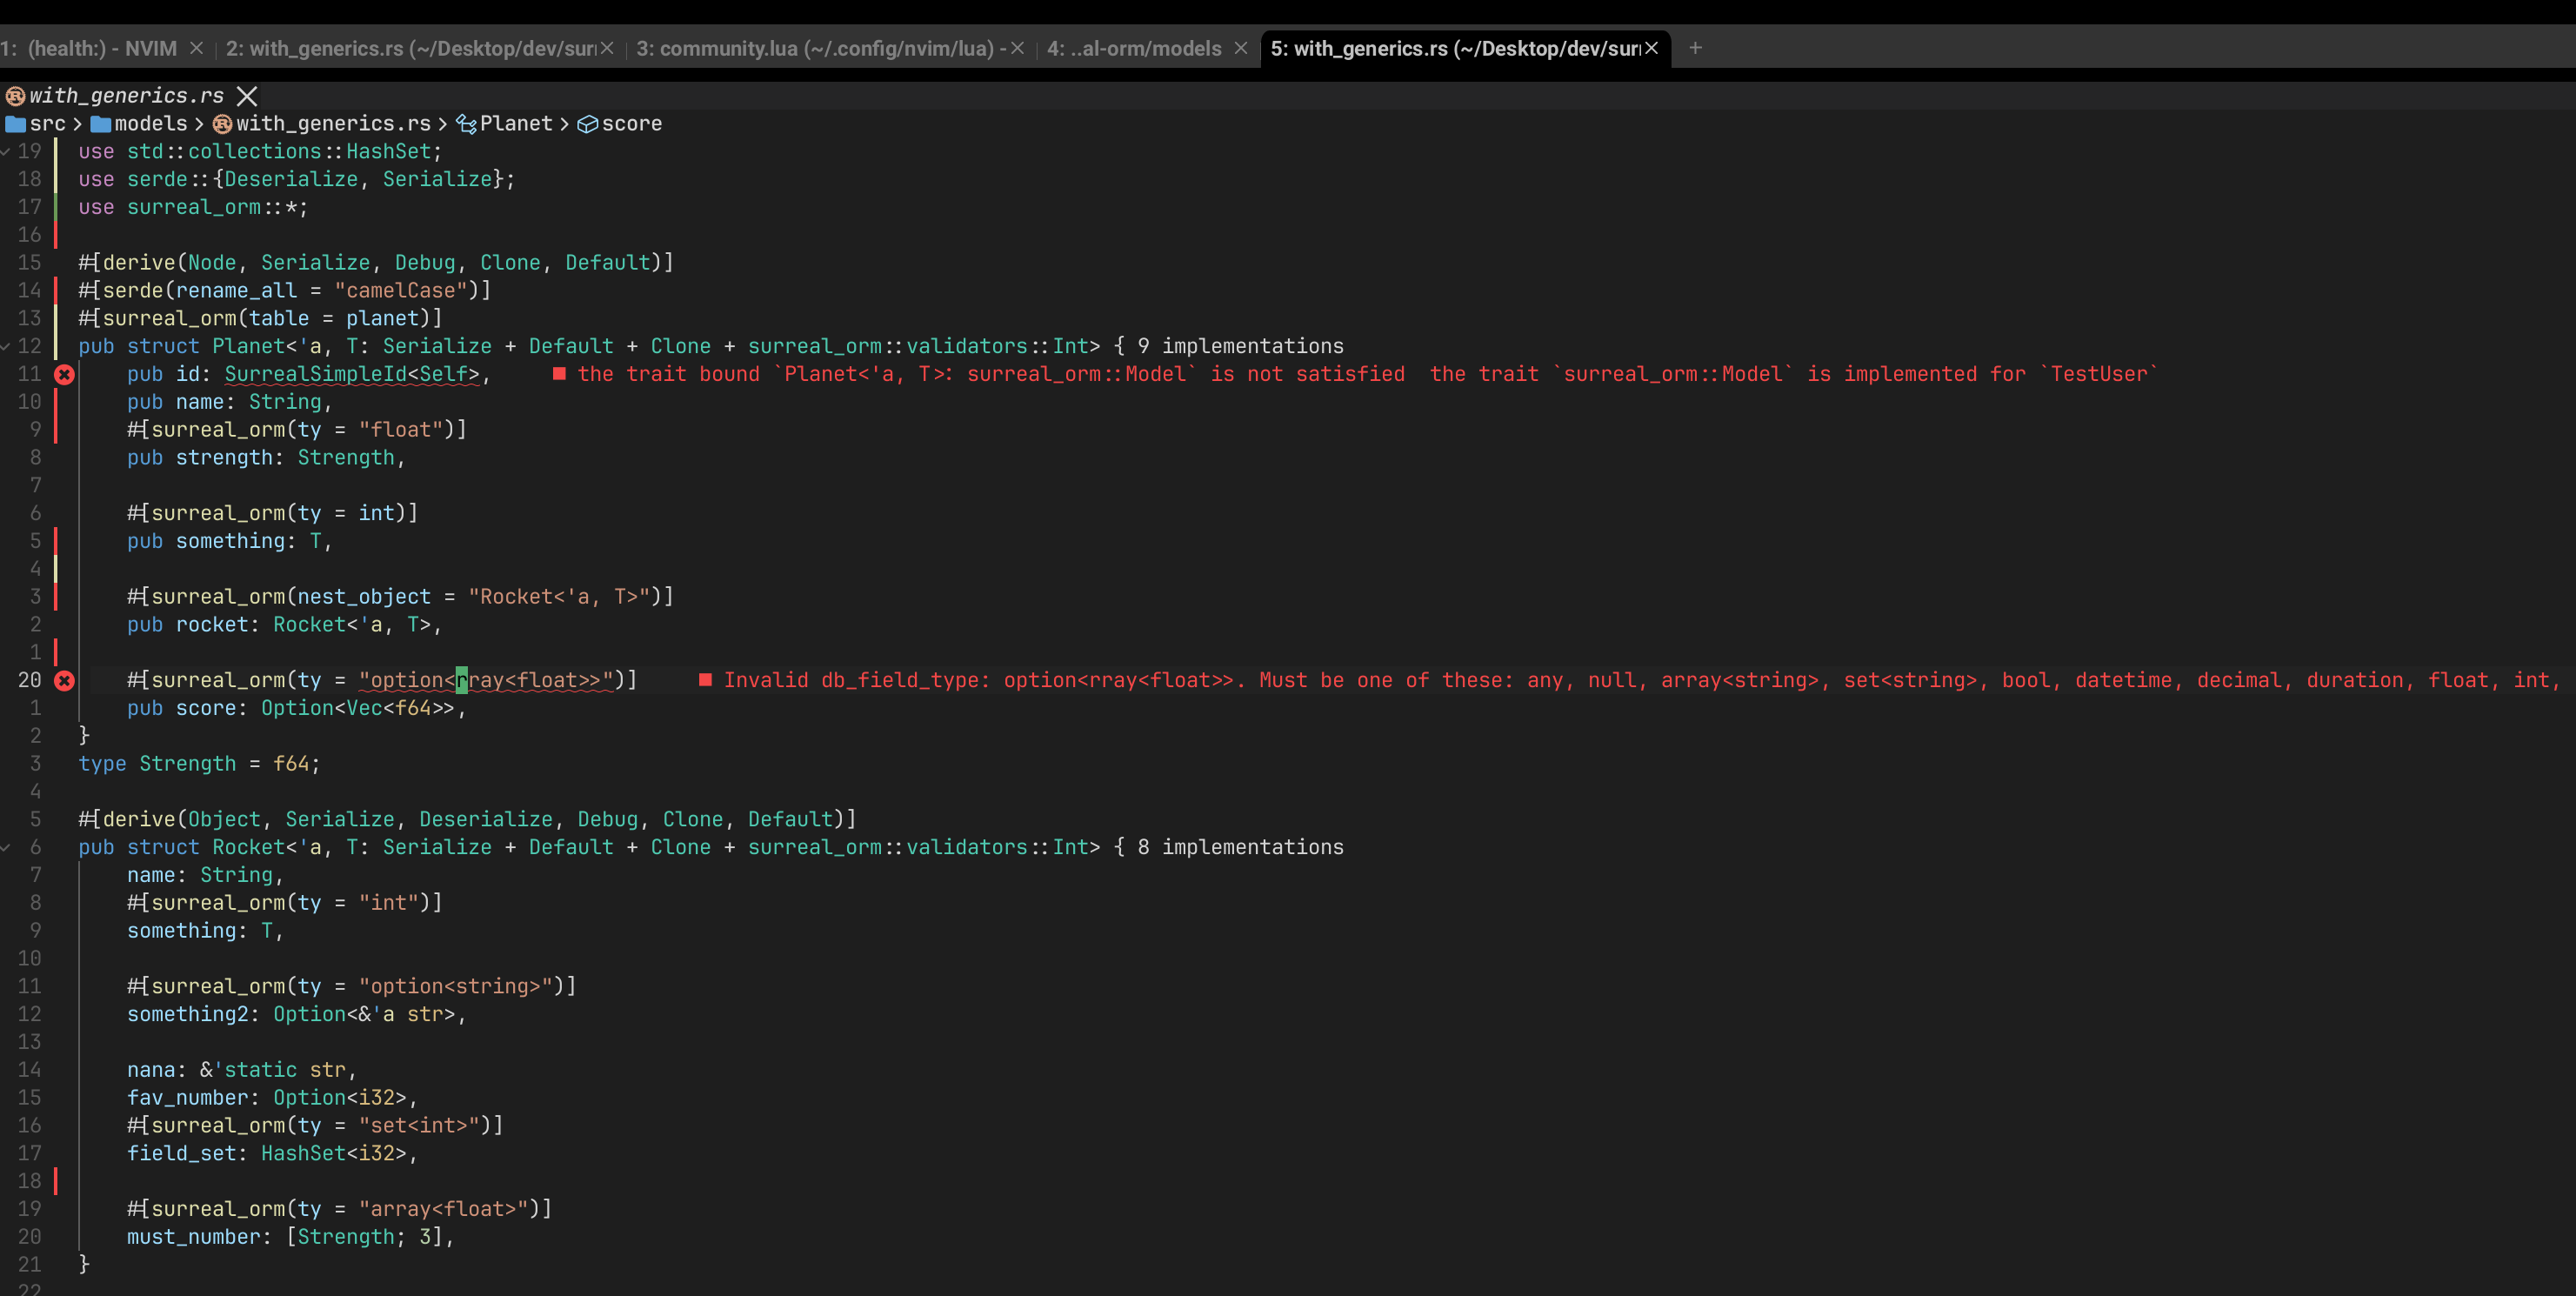 1: (health:) - NVIM × | 2: with_generics.rs (~/Desktop/dev/sur × | 3: community.lua (~/.config/nvim/lua) - × | 4: ..al-orm/models × 5: with_generics.rs (~/Desktop/dev/sur × +
with_generics.rs ×
src > models > with_generics.rs > Planet > score
19 use std::collections::HashSet;
18 use serde::{Deserialize, Serialize};
17 use surreal_orm::*;
16
15 #[derive(Node, Serialize, Debug, Clone, Default)]
14 #[serde(rename_all = "camelCase")]
13 #[surreal_orm(table = planet)]
12 pub struct Planet<'a, T: Serialize + Default + Clone + surreal_orm::validators::Int> { 9 implementations
11 pub id: SurrealSimpleId<Self>, ■ the trait bound `Planet<'a, T>: surreal_orm::Model` is not satisfied the trait `surreal_orm::Model` is implemented for `TestUser`
10 pub name: String,
9 #[surreal_orm(ty = "float")]
8 pub strength: Strength,
7
6 #[surreal_orm(ty = int)]
5 pub something: T,
4
3 #[surreal_orm(nest_object = "Rocket<'a, T>")]
2 pub rocket: Rocket<'a, T>,
1
20 #[surreal_orm(ty = "option<rray<float>>")] ■ Invalid db_field_type: option<rray<float>>. Must be one of these: any, null, array<string>, set<string>, bool, datetime, decimal, duration, float, int,
1 pub score: Option<Vec<f64>>,
2 }
3 type Strength = f64;
4
5 #[derive(Object, Serialize, Deserialize, Debug, Clone, Default)]
6 pub struct Rocket<'a, T: Serialize + Default + Clone + surreal_orm::validators::Int> { 8 implementations
7 name: String,
8 #[surreal_orm(ty = "int")]
9 something: T,
10
11 #[surreal_orm(ty = "option<string>")]
12 something2: Option<&'a str>,
13
14 nana: &'static str,
15 fav_number: Option<i32>,
16 #[surreal_orm(ty = "set<int>")]
17 field_set: HashSet<i32>,
18
19 #[surreal_orm(ty = "array<float>")]
20 must_number: [Strength; 3],
21 }
22